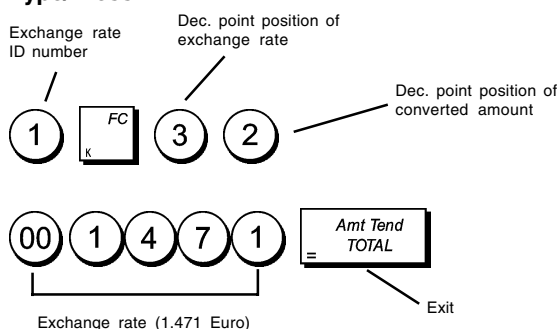 Exchange rate
ID number
Dec. point position of
exchange rate
Dec. point position of
converted amount
1 FC K 3 2
00 1 4 7 1 Amt Tend
= TOTAL
Exchange rate (1.471 Euro)
Exit